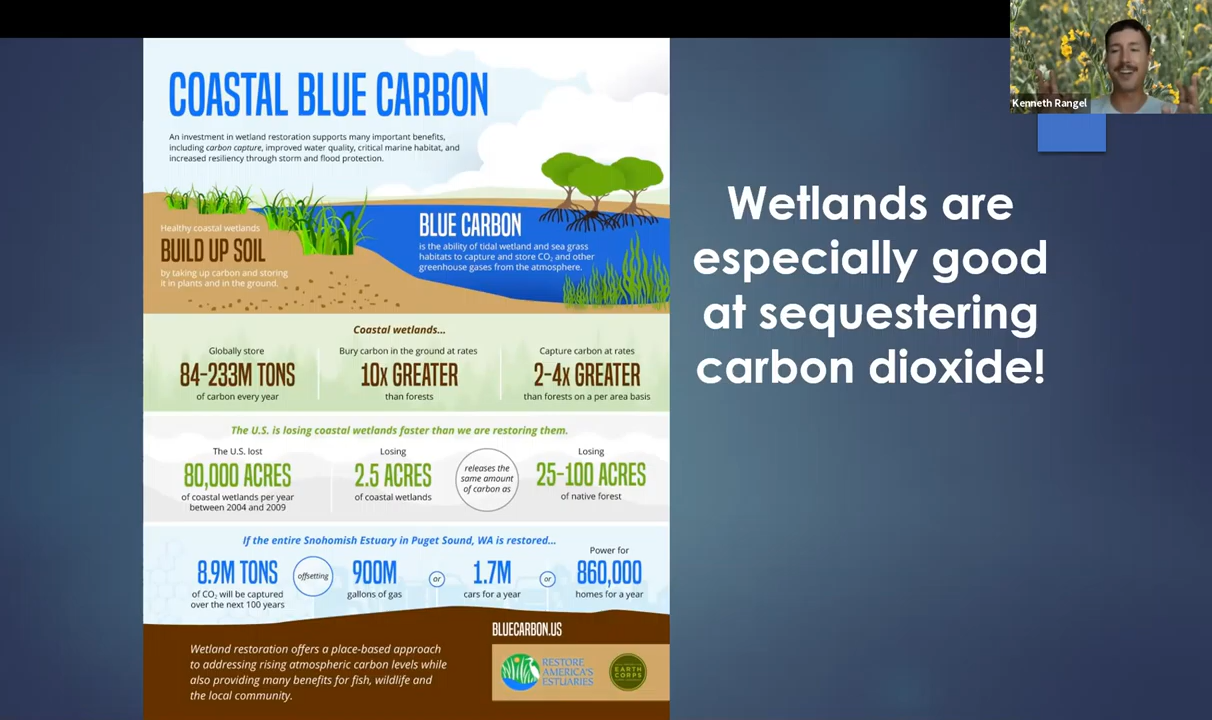 Kenneth Rangel
COASTAL BLUE CARBON
An investment in wetland restoration supports many important benefits,
including carbon capture, improved water quality, critical marine habitat, and
increased resiliency through storm and flood protection.
Healthy coastal wetlands
BUILD UP SOIL
by taking up carbon and storing
it in plants and in the ground.
BLUE CARBON
is the ability of tidal wetland and sea grass
habitats to capture and store CO₂ and other
greenhouse gases from the atmosphere.
Coastal wetlands...
Globally store
84-233M TONS
of carbon every year
Bury carbon in the ground at rates
10x GREATER
than forests
Capture carbon at rates
2-4x GREATER
than forests on a per area basis
The U.S. is losing coastal wetlands faster than we are restoring them.
The U.S. lost
80,000 ACRES
of coastal wetlands per year
between 2004 and 2009
Losing
2.5 ACRES
of coastal wetlands
releases the
same amount
of carbon as
Losing
25-100 ACRES
of native forest
If the entire Snohomish Estuary in Puget Sound, WA is restored...
8.9M TONS
of CO₂ will be captured
over the next 100 years
offsetting
900M
gallons of gas
or
1.7M
cars for a year
or
Power for
860,000
homes for a year
Wetland restoration offers a place-based approach
to addressing rising atmospheric carbon levels while
also providing many benefits for fish, wildlife and
the local community.
BLUECARBON.US
RESTORE
AMERICA'S
ESTUARIES
EARTH
CORPS
Wetlands are
especially good
at sequestering
carbon dioxide!